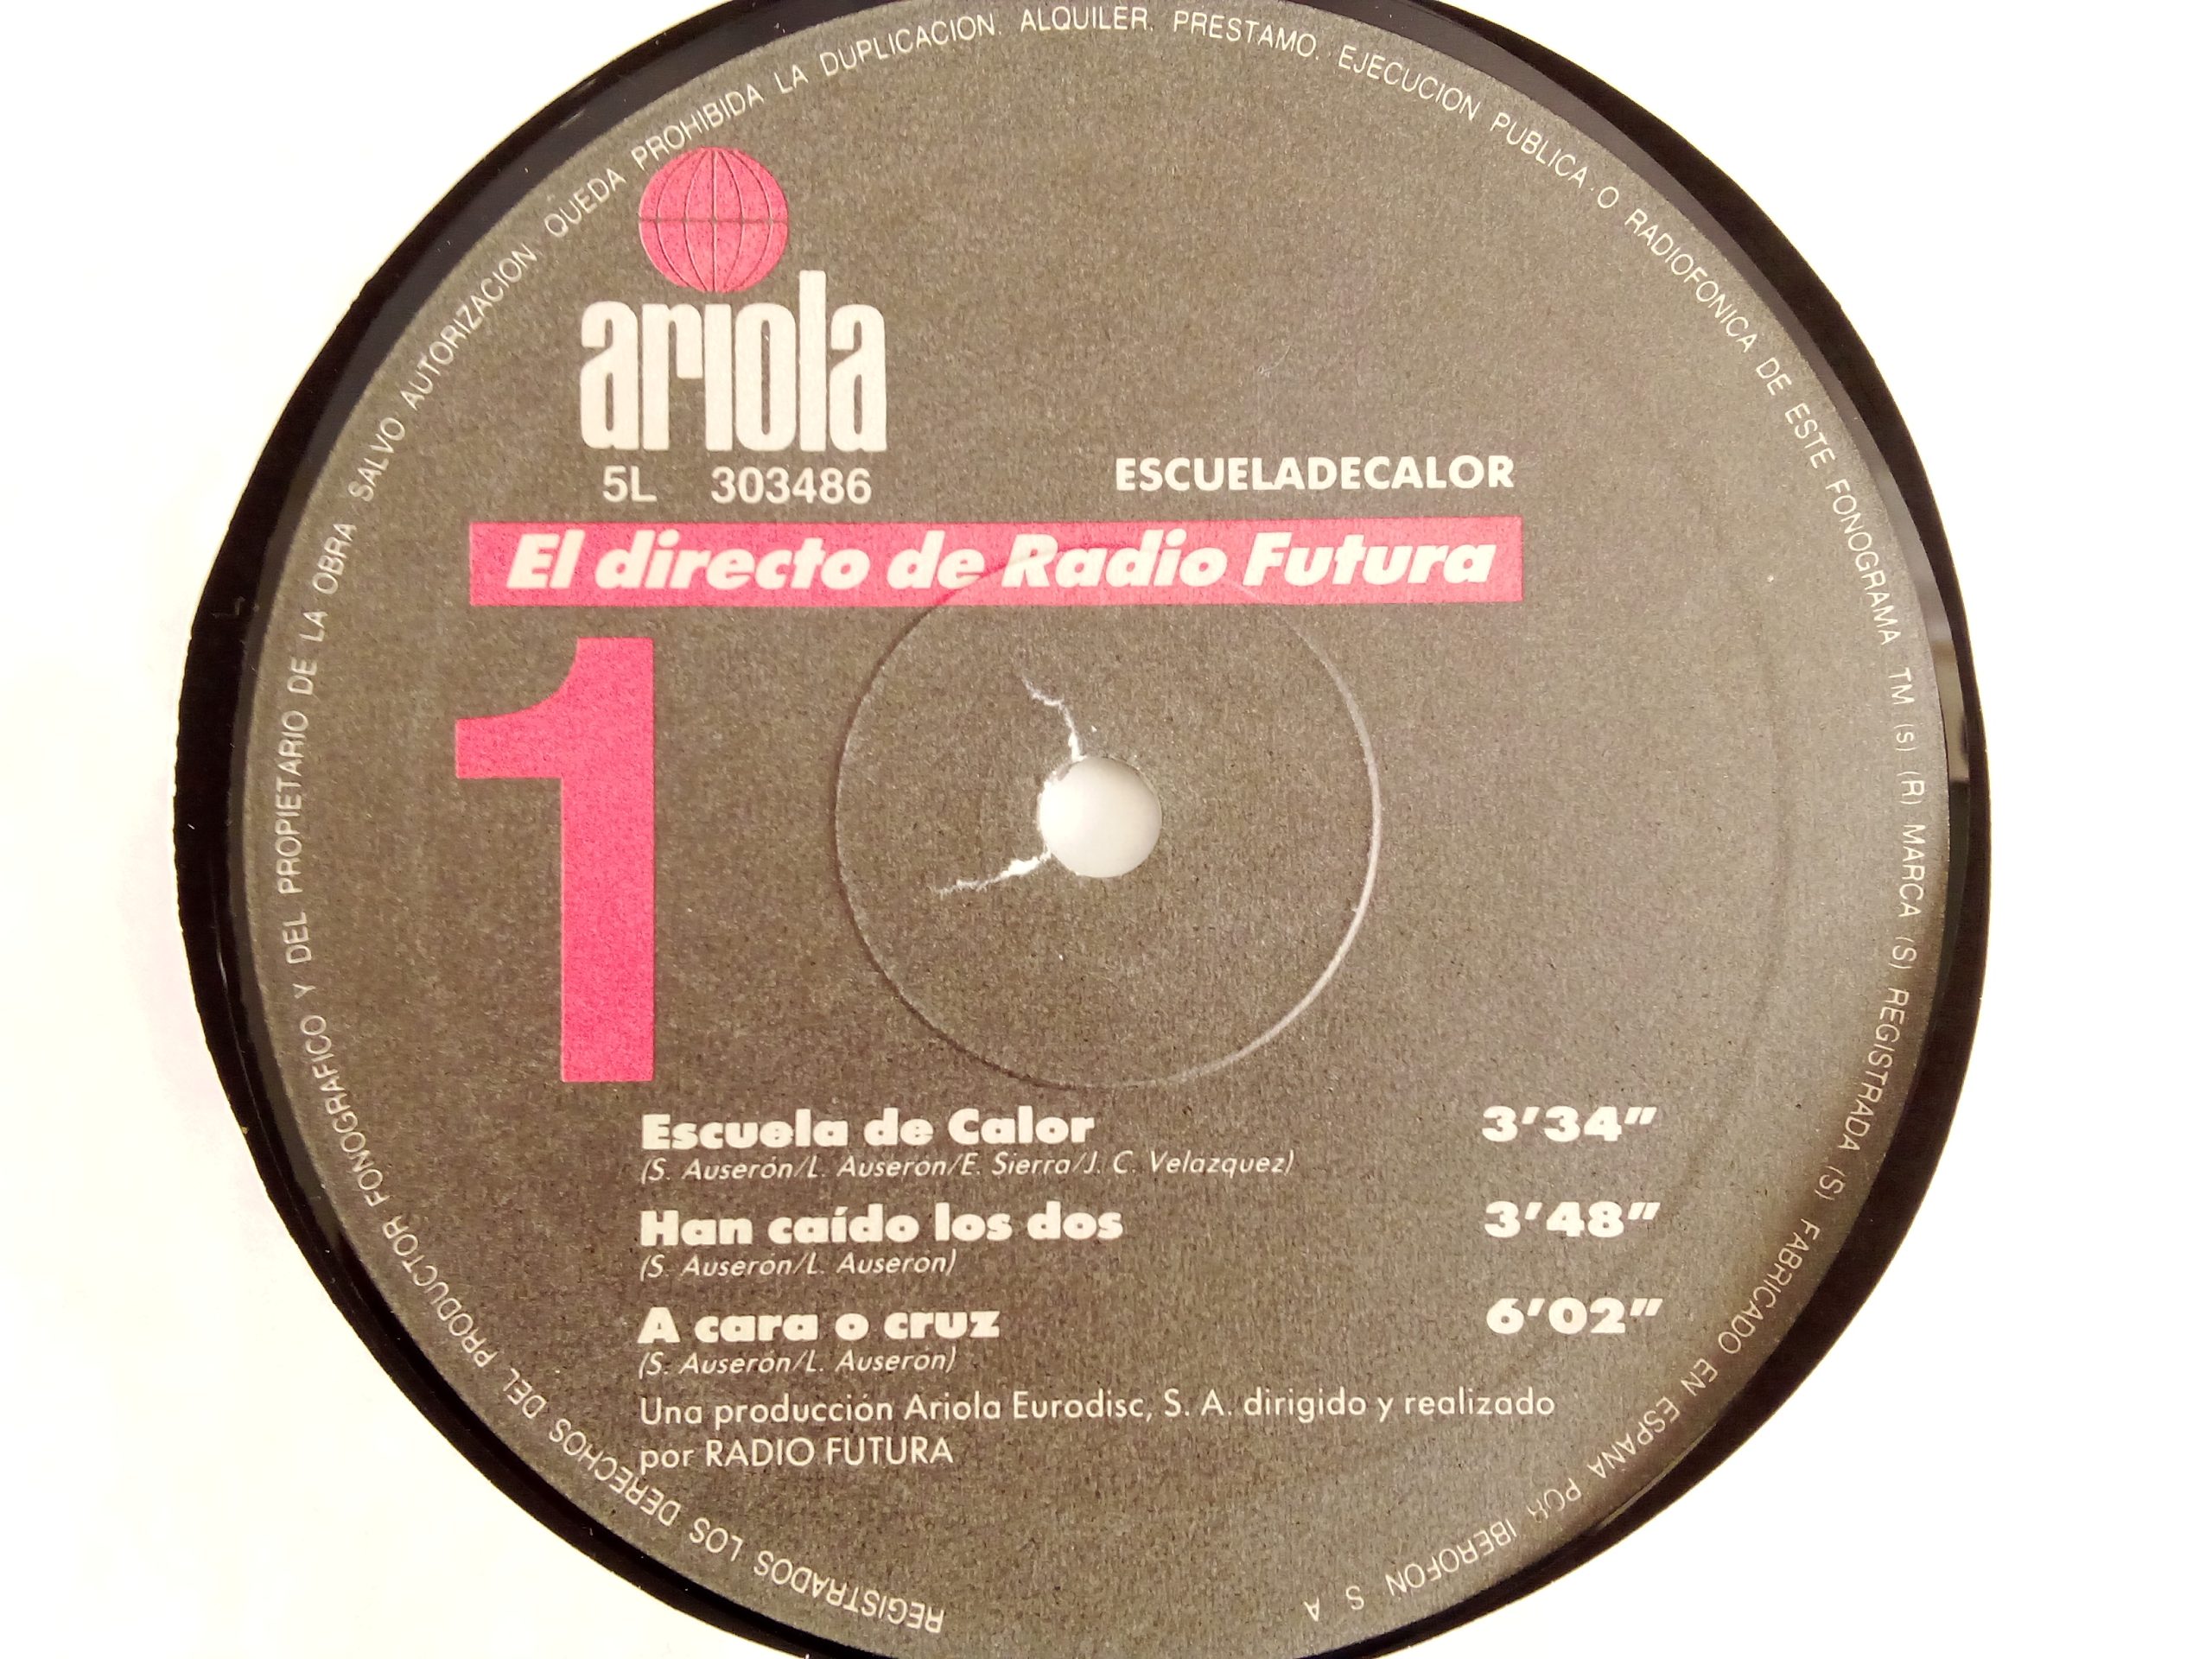 ariola
5L 303486
ESCUELADECALOR
El directo de Radio Futura
1
Escuela de Calor 3'34"
(S. Auserón/L. Auserón/E. Sierra/J. C. Velazquez)
Han caído los dos 3'48"
(S. Auserón/L. Auserón)
A cara o cruz 6'02"
(S. Auserón/L. Auserón)
Una producción Ariola Eurodisc, S. A. dirigido y realizado
por RADIO FUTURA
REGISTRADOS LOS DERECHOS DEL PRODUCTOR FONOGRAFICO Y DEL PROPIETARIO DE LA OBRA SALVO AUTORIZACION QUEDA PROHIBIDA LA DUPLICACION. ALQUILER. PRESTAMO. EJECUCION PUBLICA O RADIOFONICA DE ESTE FONOGRAMA TM (S) (R) MARCA (S) REGISTRADA (S) FABRICADO EN ESPAÑA POR IBEROFON S A